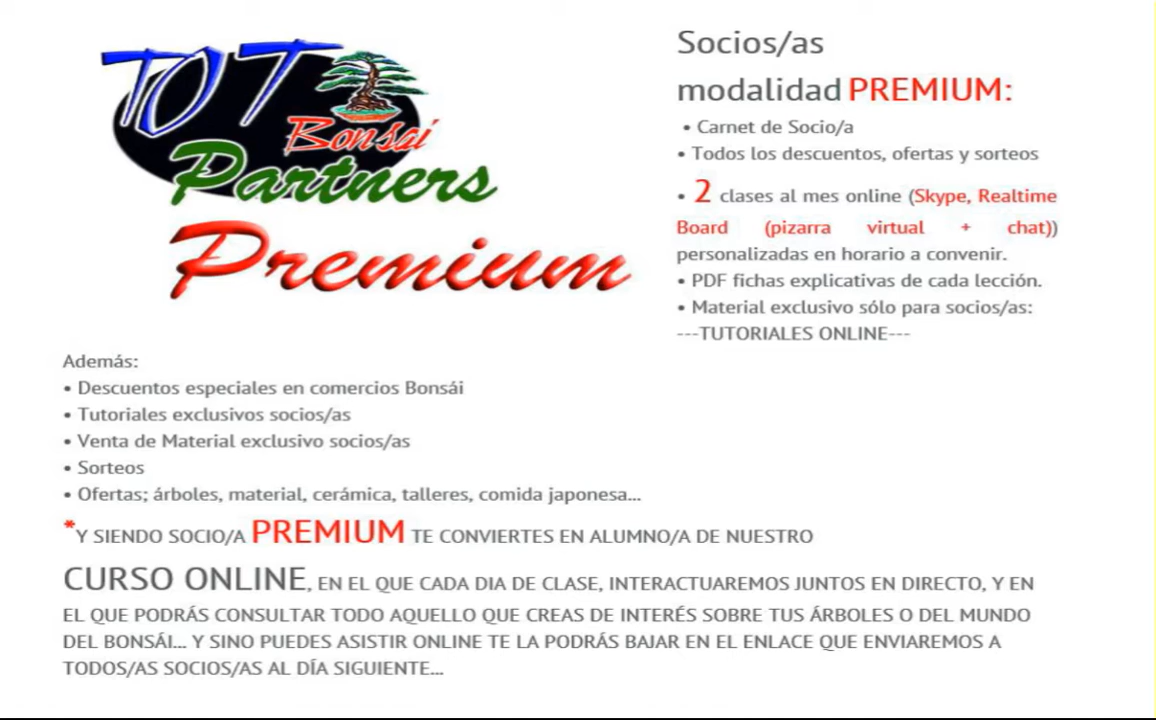 TOT
Bonsai
Partners
Premium
Socios/as
modalidad PREMIUM:
• Carnet de Socio/a
• Todos los descuentos, ofertas y sorteos
• 2 clases al mes online (Skype, Realtime
Board (pizarra virtual + chat))
personalizadas en horario a convenir.
• PDF fichas explicativas de cada lección.
• Material exclusivo sólo para socios/as:
---TUTORIALES ONLINE---
Además:
• Descuentos especiales en comercios Bonsái
• Tutoriales exclusivos socios/as
• Venta de Material exclusivo socios/as
• Sorteos
• Ofertas; árboles, material, cerámica, talleres, comida japonesa...
*Y SIENDO SOCIO/A PREMIUM TE CONVIERTES EN ALUMNO/A DE NUESTRO
CURSO ONLINE, EN EL QUE CADA DIA DE CLASE, INTERACTUAREMOS JUNTOS EN DIRECTO, Y EN
EL QUE PODRÁS CONSULTAR TODO AQUELLO QUE CREAS DE INTERÉS SOBRE TUS ÁRBOLES O DEL MUNDO
DEL BONSÁI... Y SINO PUEDES ASISTIR ONLINE TE LA PODRÁS BAJAR EN EL ENLACE QUE ENVIAREMOS A
TODOS/AS SOCIOS/AS AL DÍA SIGUIENTE...